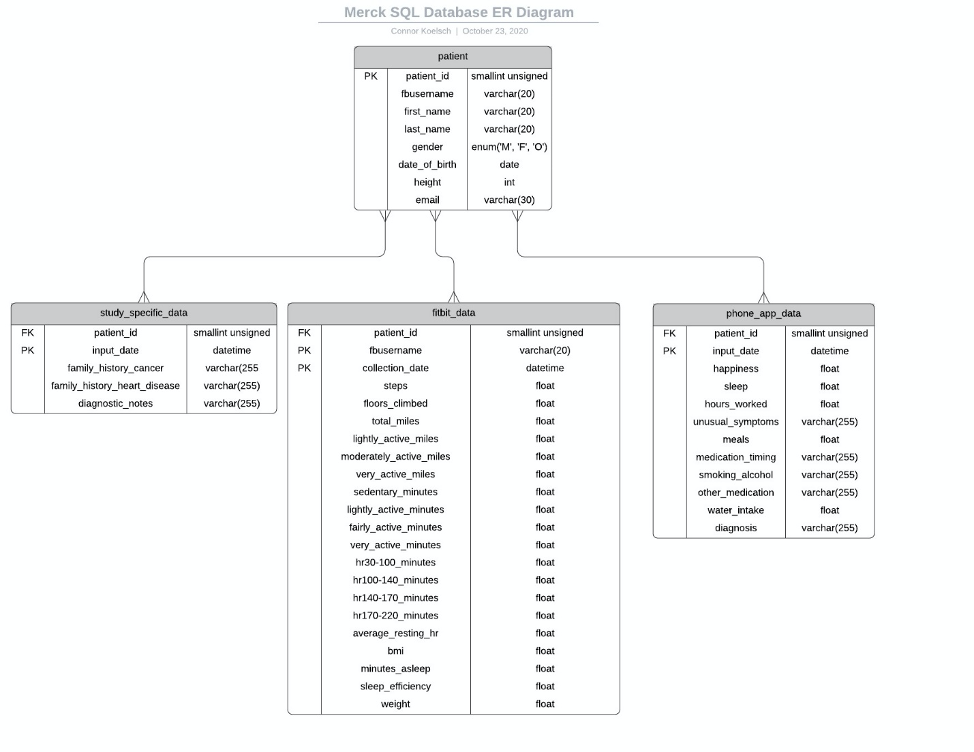 Merck SQL Database ER Diagram
Connor Koelsch | October 23, 2020
patient
PK patient_id smallint unsigned
fbusername varchar(20)
first_name varchar(20)
last_name varchar(20)
gender enum('M', 'F', 'O')
date_of_birth date
height int
email varchar(30)
study_specific_data
FK patient_id smallint unsigned
PK input_date datetime
family_history_cancer varchar(255
family_history_heart_disease varchar(255)
diagnostic_notes varchar(255)
fitbit_data
FK patient_id smallint unsigned
PK fbusername varchar(20)
PK collection_date datetime
steps float
floors_climbed float
total_miles float
lightly_active_miles float
moderately_active_miles float
very_active_miles float
sedentary_minutes float
lightly_active_minutes float
fairly_active_minutes float
very_active_minutes float
hr30-100_minutes float
hr100-140_minutes float
hr140-170_minutes float
hr170-220_minutes float
average_resting_hr float
bmi float
minutes_asleep float
sleep_efficiency float
weight float
phone_app_data
FK patient_id smallint unsigned
PK input_date datetime
happiness float
sleep float
hours_worked float
unusual_symptoms varchar(255)
meals float
medication_timing varchar(255)
smoking_alcohol varchar(255)
other_medication varchar(255)
water_intake float
diagnosis varchar(255)